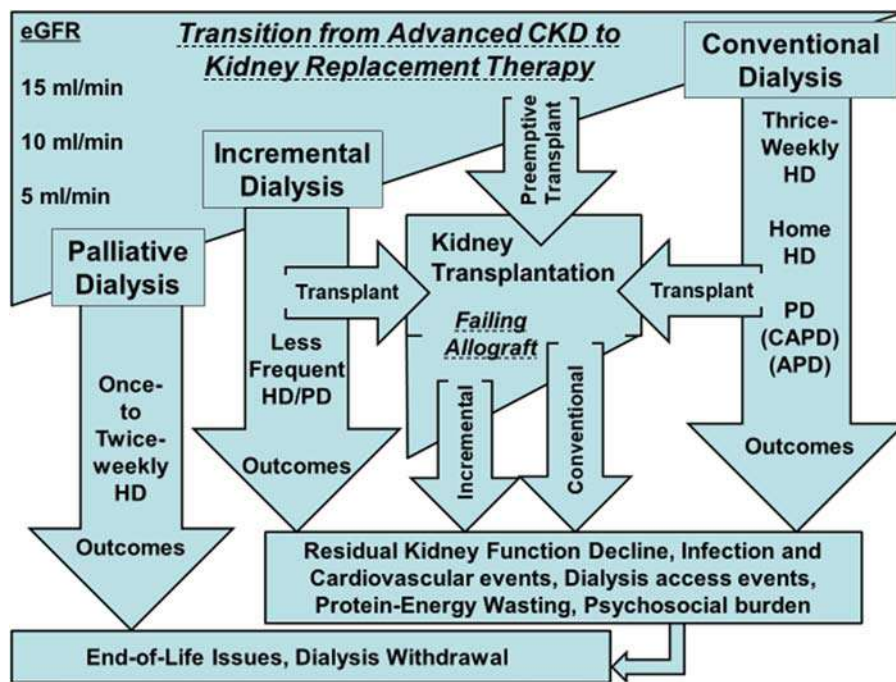 eGFR
15 ml/min
10 ml/min
5 ml/min
Transition from Advanced CKD to
Kidney Replacement Therapy
Conventional
Dialysis
Incremental
Dialysis
Palliative
Dialysis
Preemptive
Transplant
Thrice-
Weekly
HD
Home
HD
PD
(CAPD)
(APD)
Outcomes
Kidney
Transplantation
Transplant
Transplant
Failing
Allograft
Less
Frequent
HD/PD
Outcomes
Incremental
Conventional
Once-
to
Twice-
weekly
HD
Outcomes
Residual Kidney Function Decline, Infection and
Cardiovascular events, Dialysis access events,
Protein-Energy Wasting, Psychosocial burden
End-of-Life Issues, Dialysis Withdrawal